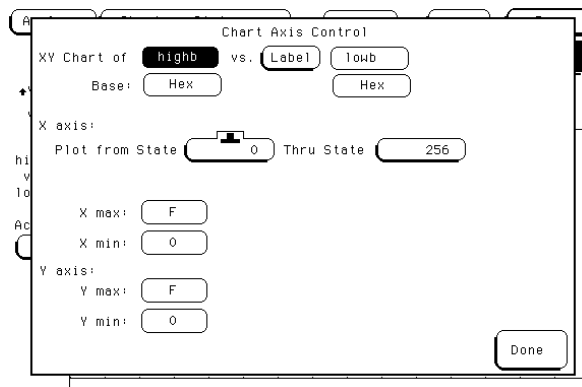 Chart Axis Control
XY Chart of highb vs. Label lowb
Base: Hex Hex
X axis:
Plot from State 0 Thru State 256
X max: F
X min: 0
Y axis:
Y max: F
Y min: 0
Done